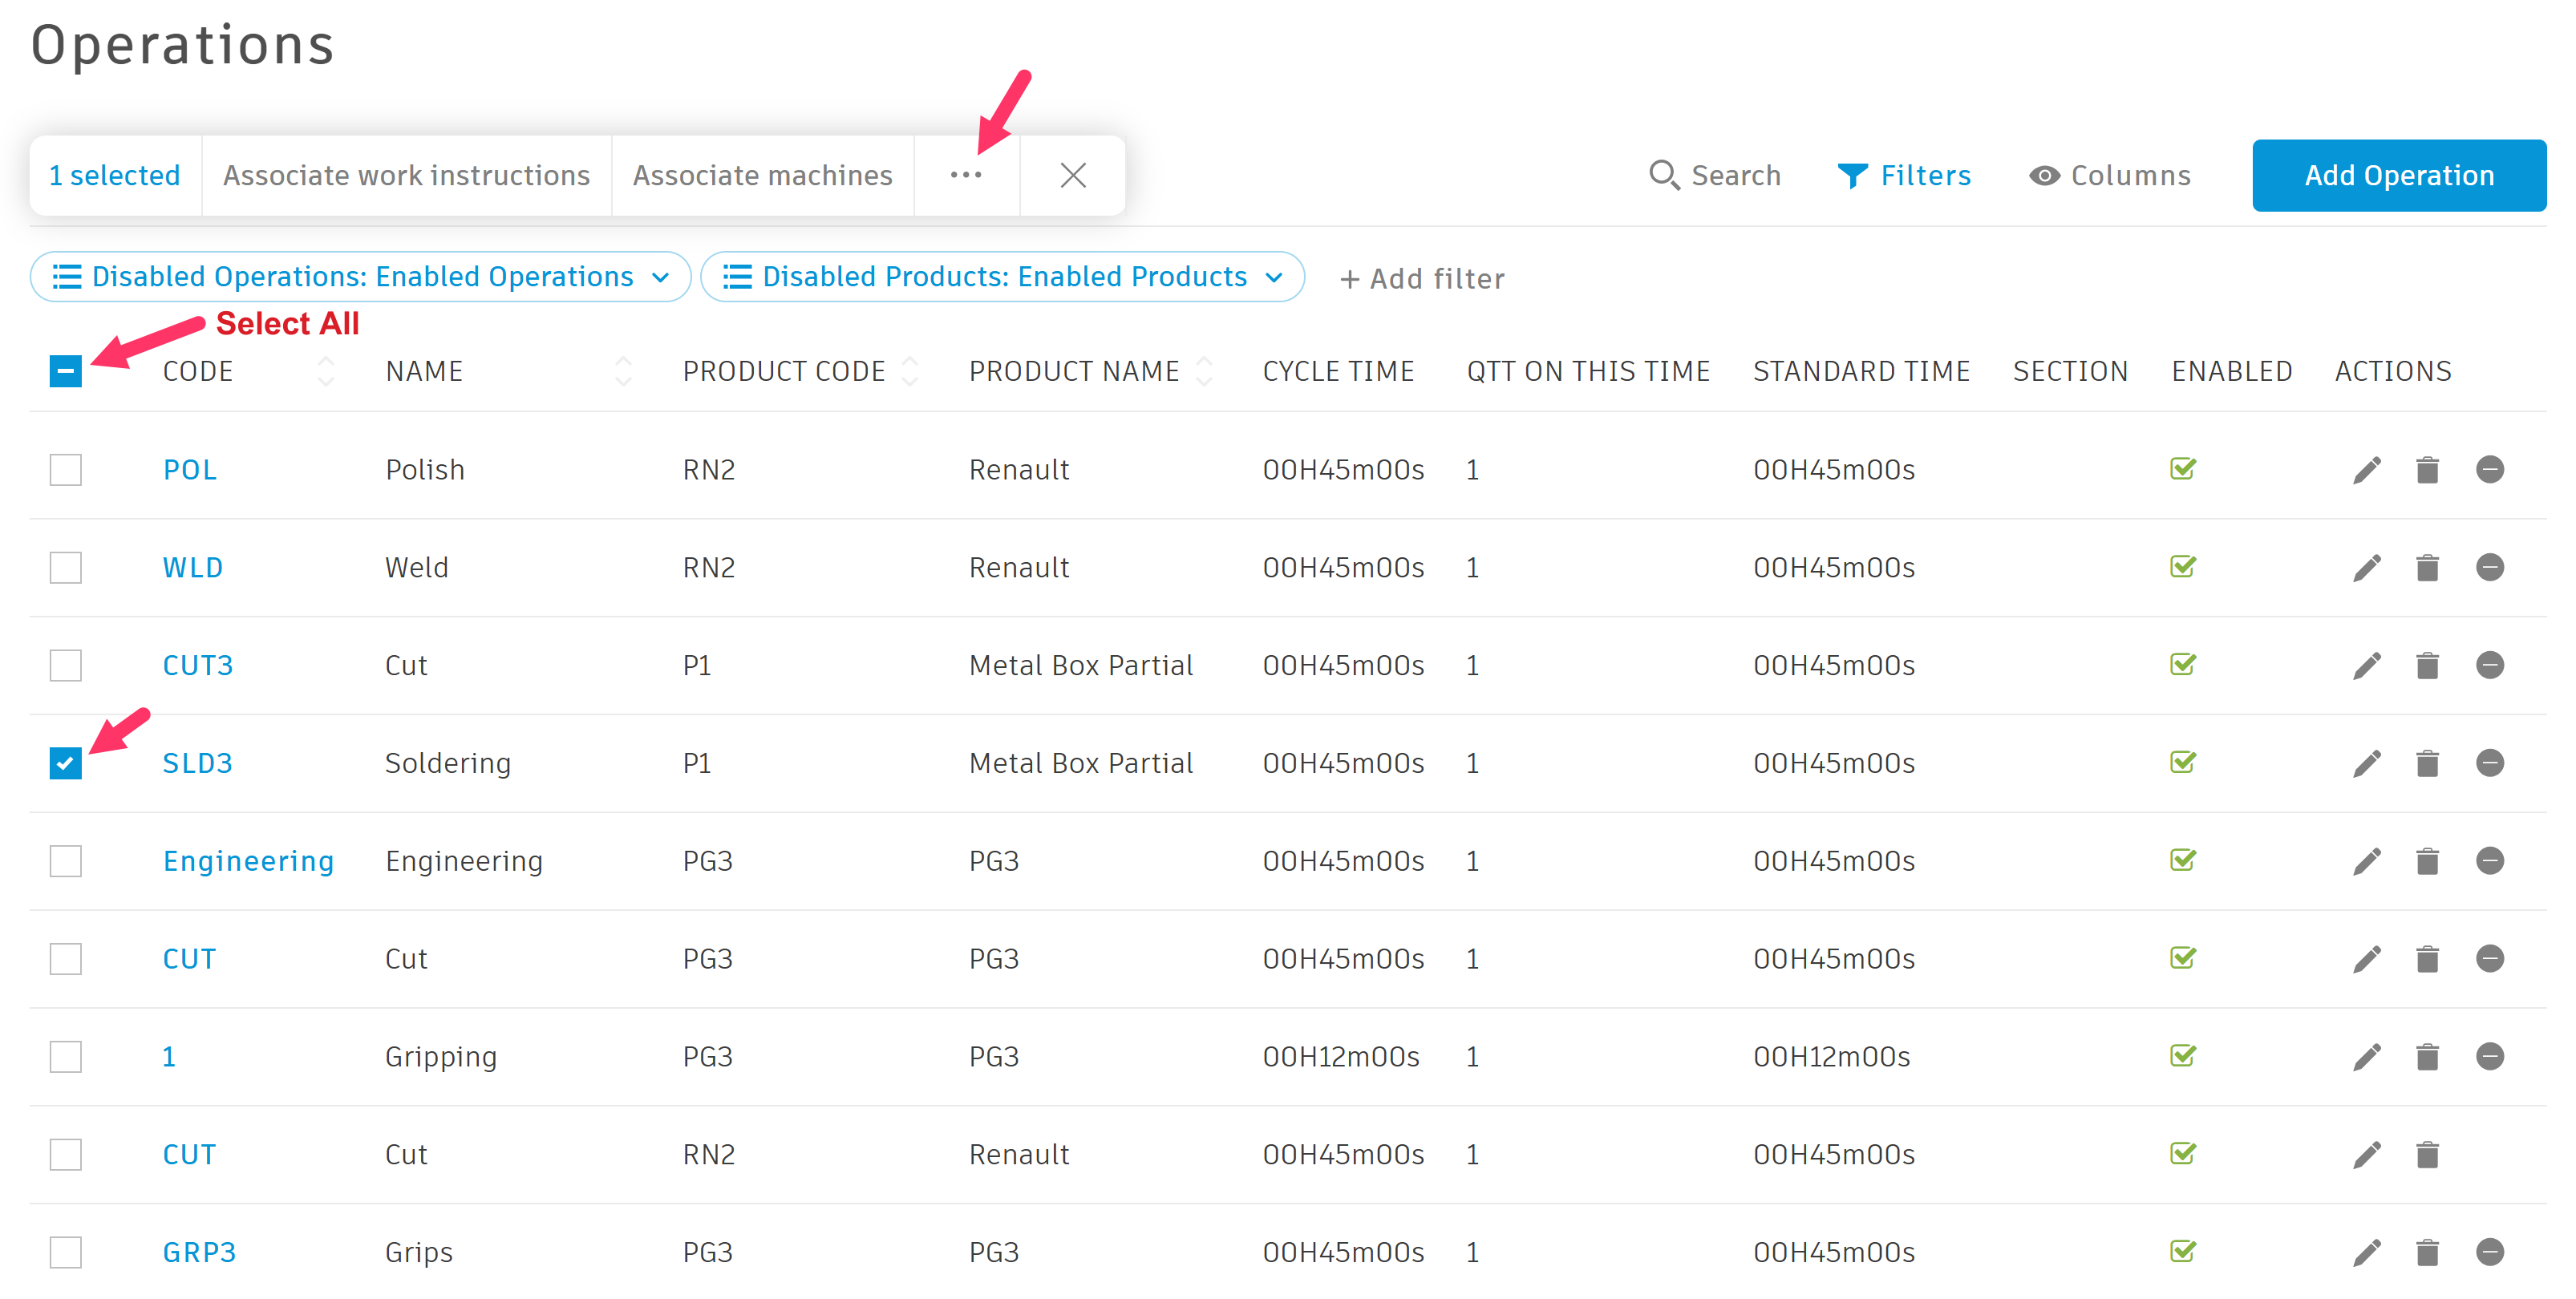 Operations
1 selected Associate work instructions Associate machines ... Search Filters Columns Add Operation
Disabled Operations: Enabled Operations Disabled Products: Enabled Products + Add filter
Select All
CODE NAME PRODUCT CODE PRODUCT NAME CYCLE TIME QTT ON THIS TIME STANDARD TIME SECTION ENABLED ACTIONS
POL Polish RN2 Renault 00H45m00s 1 00H45m00s
WLD Weld RN2 Renault 00H45m00s 1 00H45m00s
CUT3 Cut P1 Metal Box Partial 00H45m00s 1 00H45m00s
SLD3 Soldering P1 Metal Box Partial 00H45m00s 1 00H45m00s
Engineering Engineering PG3 PG3 00H45m00s 1 00H45m00s
CUT Cut PG3 PG3 00H45m00s 1 00H45m00s
1 Gripping PG3 PG3 00H12m00s 1 00H12m00s
CUT Cut RN2 Renault 00H45m00s 1 00H45m00s
GRP3 Grips PG3 PG3 00H45m00s 1 00H45m00s